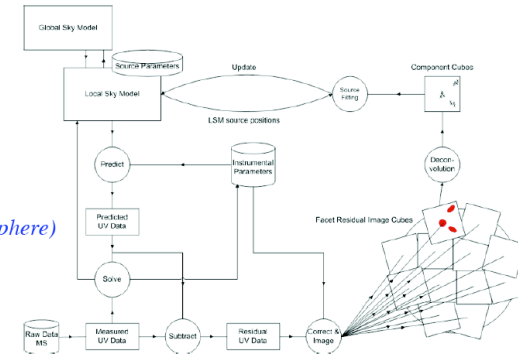 Global Sky Model
Source Parameters
Local Sky Model
Update
LSM source positions
Source
Fitting
Component Cubes
Predict
Instrumental
Parameters
Decon-
volution
Predicted
UV Data
Facet Residual Image Cubes
phere)
Solve
Raw Data
MS
Measured
UV Data
Subtract
Residual
UV Data
Correct &
Image